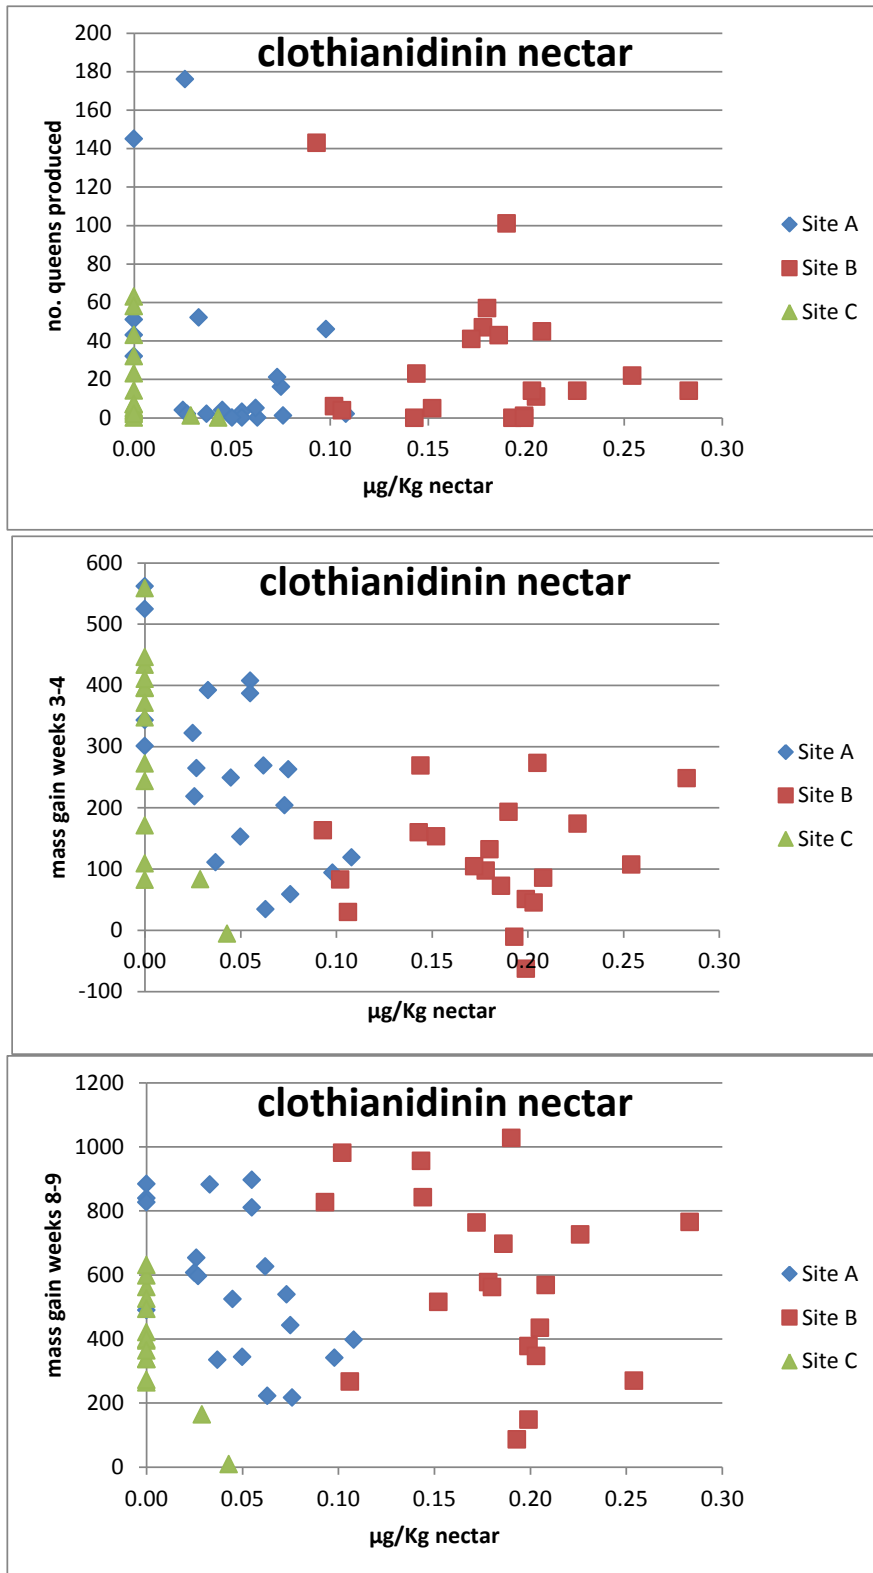 clothianidinin nectar
200
180
160
140
120
100
80
60
40
20
0
no. queens produced
0.00 0.05 0.10 0.15 0.20 0.25 0.30
µg/Kg nectar
Site A
Site B
Site C
clothianidinin nectar
600
500
400
300
200
100
0
-100
mass gain weeks 3-4
0.00 0.05 0.10 0.15 0.20 0.25 0.30
µg/Kg nectar
Site A
Site B
Site C
clothianidinin nectar
1200
1000
800
600
400
200
0
mass gain weeks 8-9
0.00 0.05 0.10 0.15 0.20 0.25 0.30
µg/Kg nectar
Site A
Site B
Site C